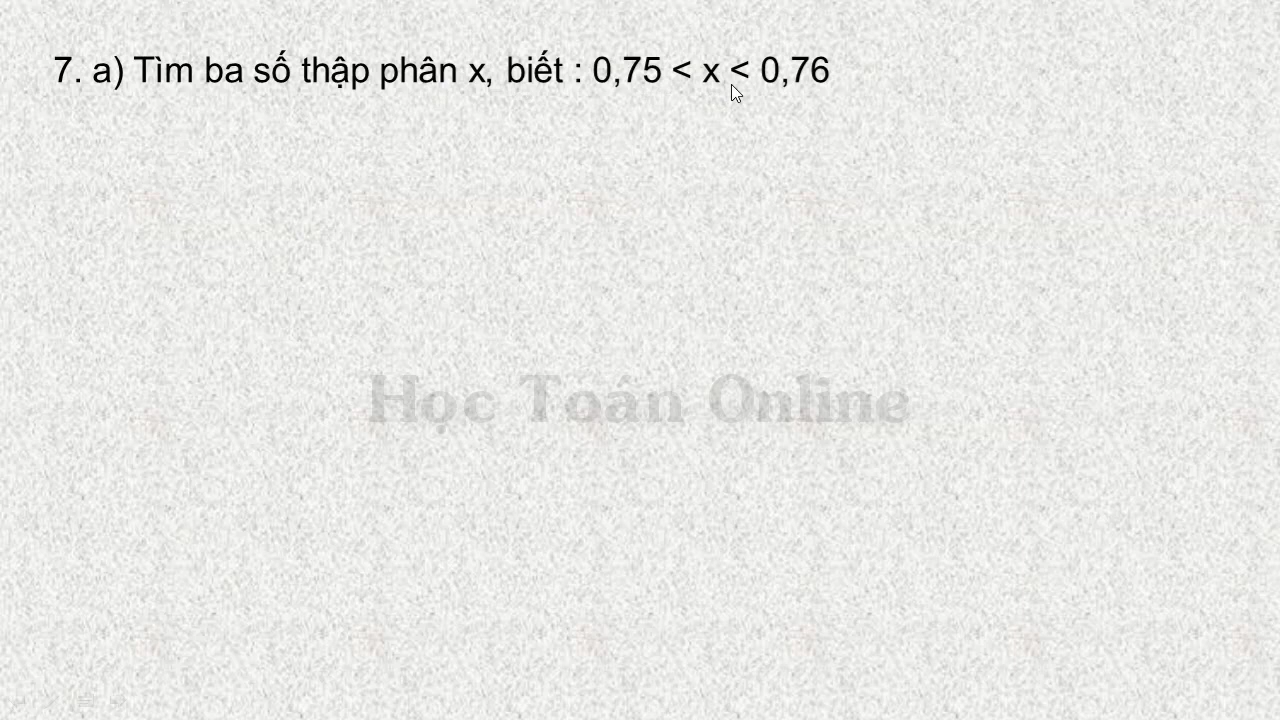 7. a) Tìm ba số thập phân x, biết : 0,75 < x < 0,76
Học Toán Online